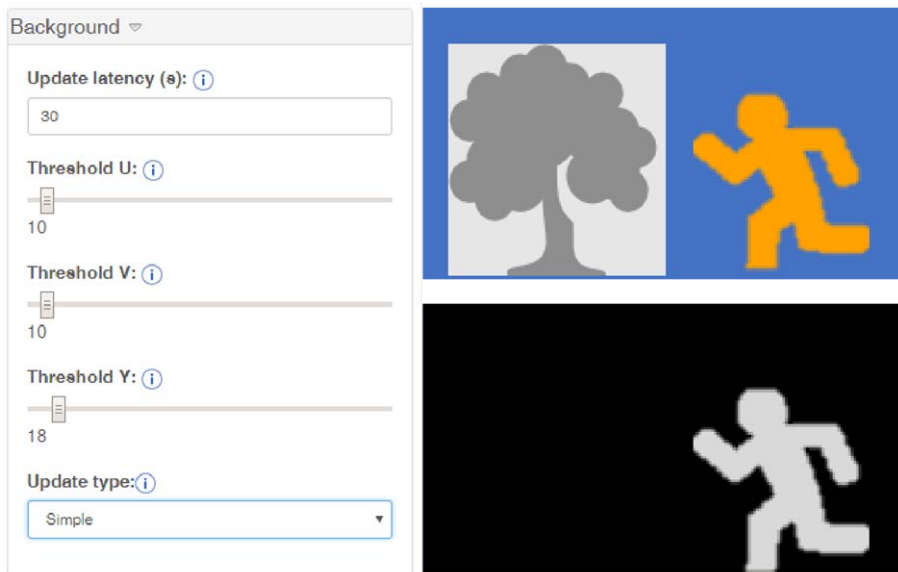 Background
Update latency (s):
30
Threshold U:
10
Threshold V:
10
Threshold Y:
18
Update type:
Simple